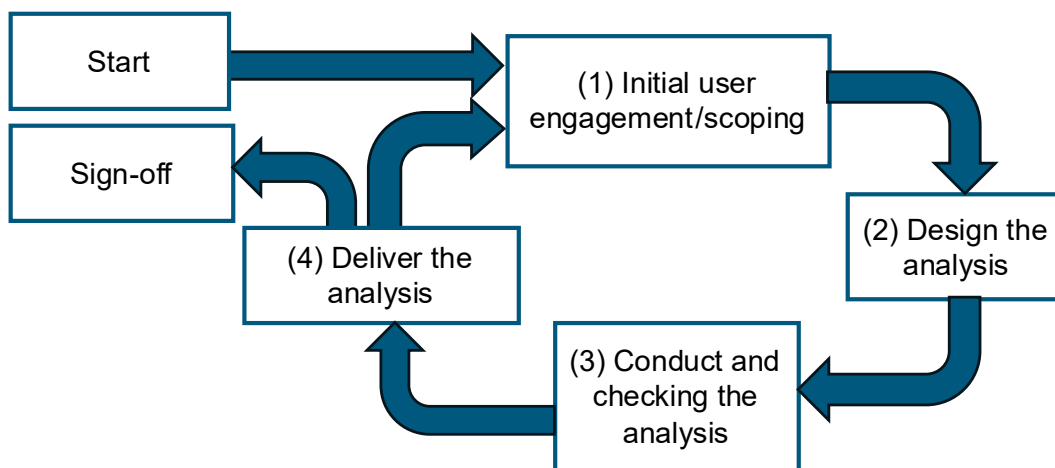 Start
(1) Initial user
engagement/scoping
Sign-off
(2) Design the
analysis
(4) Deliver the
analysis
(3) Conduct and
checking the
analysis